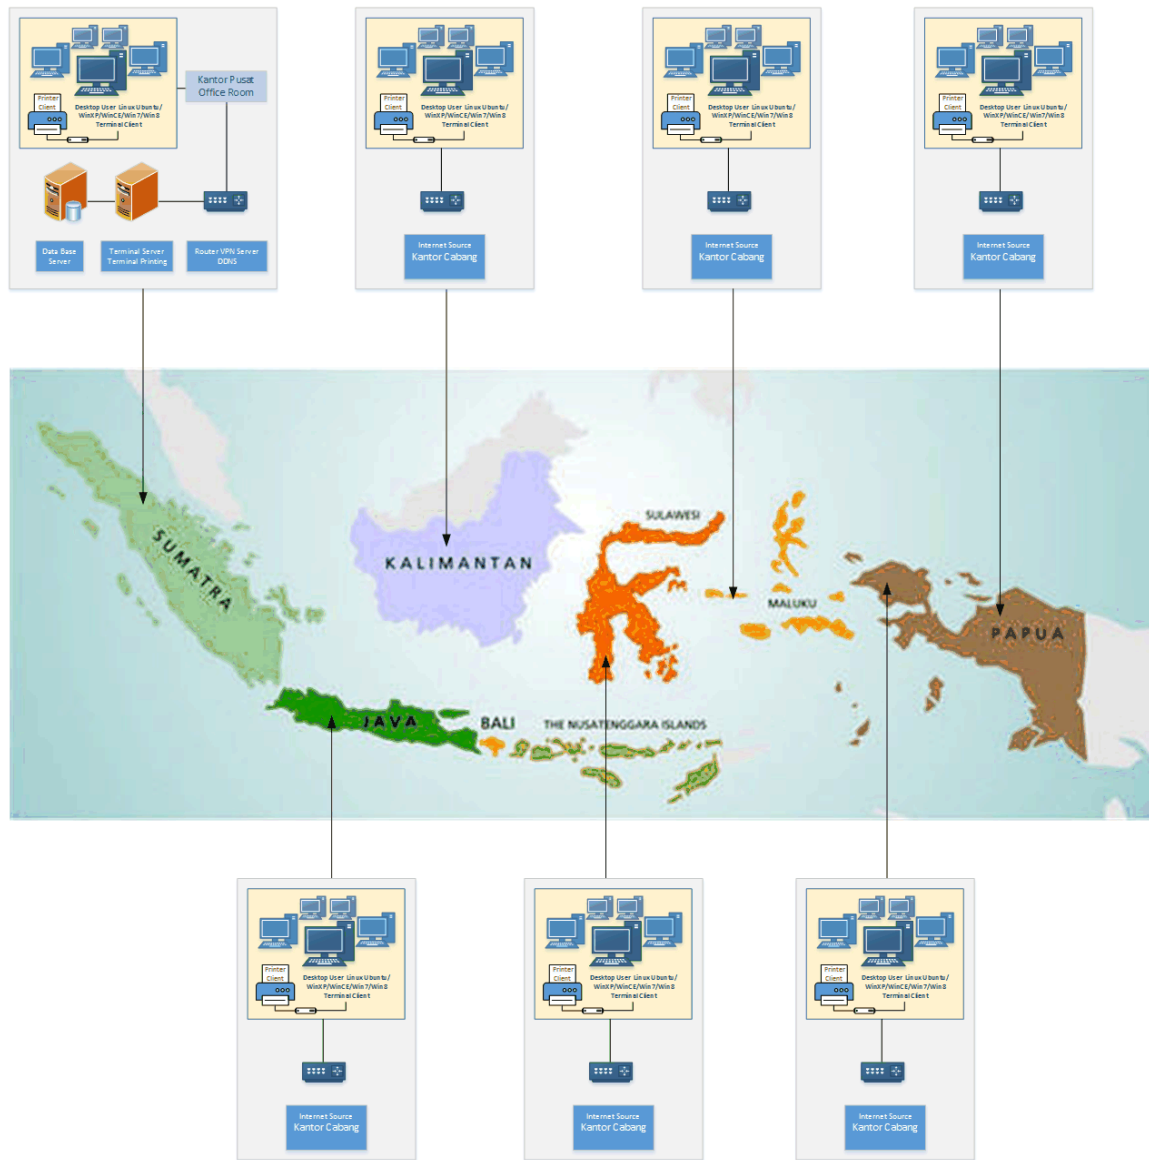 Printer
Client
Desktop User Linux Ubuntu/
WinXP/WinCE/Win7/Win8
Terminal Client
Kantor Pusat
Office Room
Data Base
Server
Terminal Server
Terminal Printing
Router VPN Server
DDNS
Printer
Client
Desktop User Linux Ubuntu/
WinXP/WinCE/Win7/Win8
Terminal Client
Internet Source
Kantor Cabang
Printer
Client
Desktop User Linux Ubuntu/
WinXP/WinCE/Win7/Win8
Terminal Client
Internet Source
Kantor Cabang
Printer
Client
Desktop User Linux Ubuntu/
WinXP/WinCE/Win7/Win8
Terminal Client
Internet Source
Kantor Cabang
SUMATRA
KALIMANTAN
SULAWESI
MALUKU
PAPUA
JAVA
BALI
THE NUSATENGGARA ISLANDS
Printer
Client
Desktop User Linux Ubuntu/
WinXP/WinCE/Win7/Win8
Terminal Client
Internet Source
Kantor Cabang
Printer
Client
Desktop User Linux Ubuntu/
WinXP/WinCE/Win7/Win8
Terminal Client
Internet Source
Kantor Cabang
Printer
Client
Desktop User Linux Ubuntu/
WinXP/WinCE/Win7/Win8
Terminal Client
Internet Source
Kantor Cabang